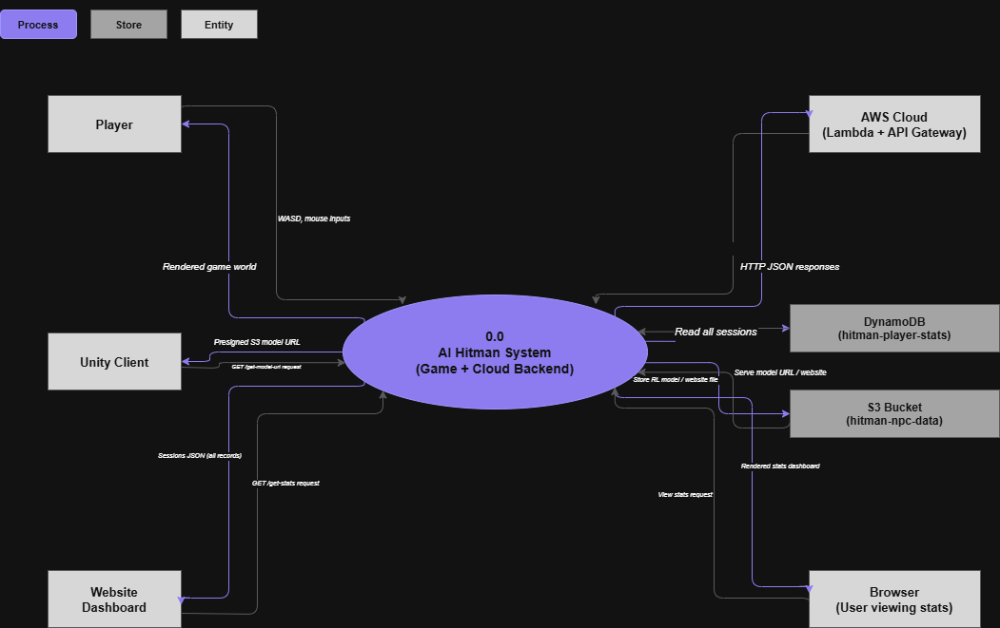 Process
Store
Entity
Player
AWS Cloud
(Lambda + API Gateway)
WASD, mouse inputs
Rendered game world
HTTP JSON responses
0.0
AI Hitman System
(Game + Cloud Backend)
DynamoDB
(hitman-player-stats)
Read all sessions
Unity Client
Presigned S3 model URL
GET /get-model-url request
Store RL model / website file
Serve model URL / website
S3 Bucket
(hitman-npc-data)
Sessions JSON (all records)
GET /get-stats request
Rendered stats dashboard
View stats request
Website
Dashboard
Browser
(User viewing stats)